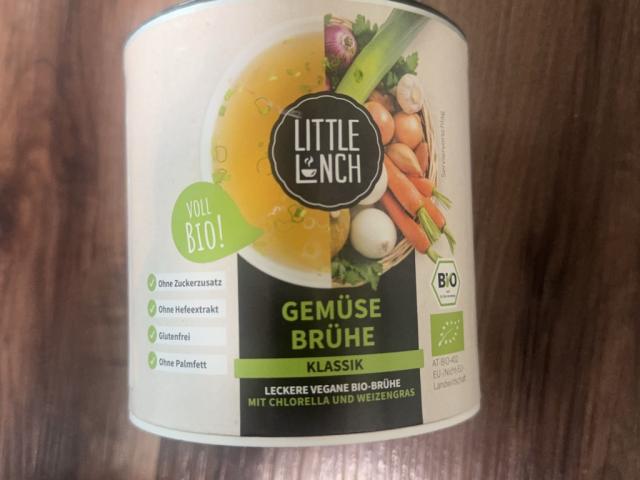 LITTLE
LUNCH
Serviervorschlag
VOLL
BIO!
Ohne Zuckerzusatz
Ohne Hefeextrakt
Glutenfrei
Ohne Palmfett
BIO
GEMÜSE
BRÜHE
KLASSIK
LECKERE VEGANE BIO-BRÜHE
MIT CHLORELLA UND WEIZENGRAS
AT-BIO-402
EU-/Nicht-EU-
Landwirtschaft